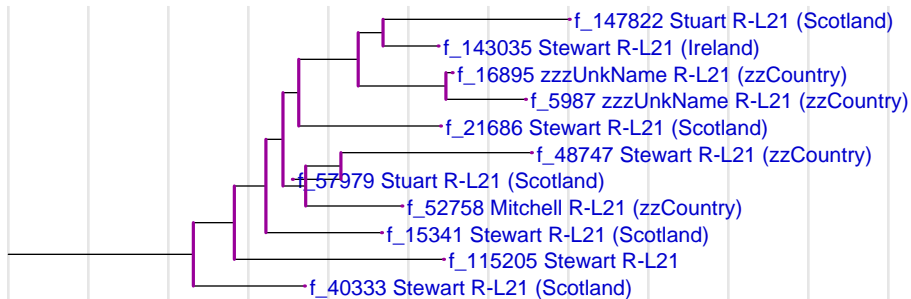 f_147822 Stuart R-L21 (Scotland)
f_143035 Stewart R-L21 (Ireland)
f_16895 zzzUnkName R-L21 (zzCountry)
f_5987 zzzUnkName R-L21 (zzCountry)
f_21686 Stewart R-L21 (Scotland)
f_48747 Stewart R-L21 (zzCountry)
f_57979 Stuart R-L21 (Scotland)
f_52758 Mitchell R-L21 (zzCountry)
f_15341 Stewart R-L21 (Scotland)
f_115205 Stewart R-L21
f_40333 Stewart R-L21 (Scotland)